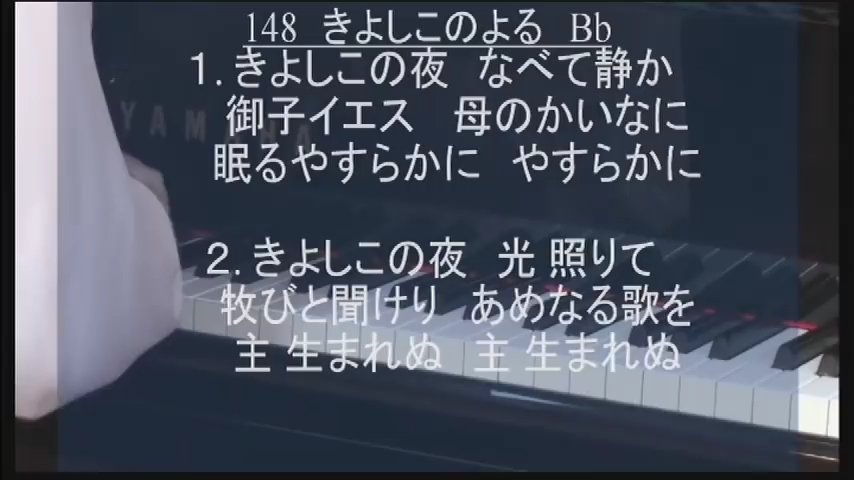 148 きよしこのよる Bb
1．きよしこの夜 なべて静か
御子イエス 母のかいなに
眠るやすらかに やすらかに
2．きよしこの夜 光 照りて
牧びと聞けり あめなる歌を
主 生まれぬ 主 生まれぬ
YAMAHA